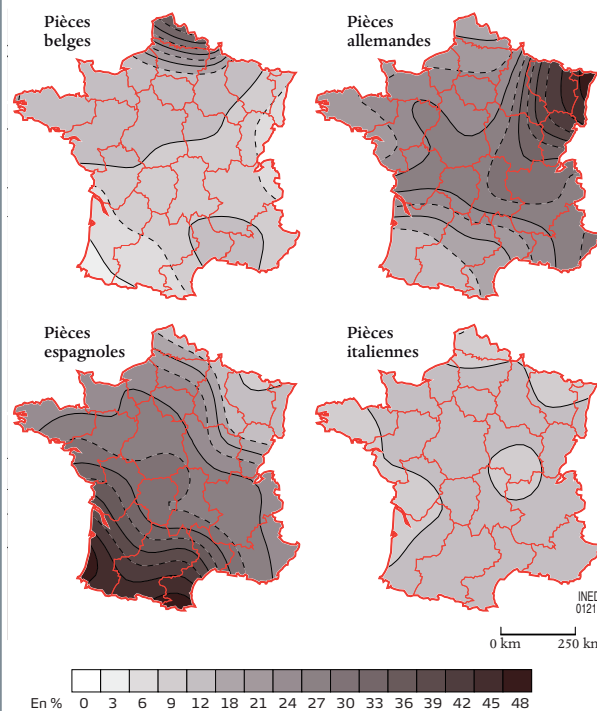 Pièces
belges
Pièces
allemandes
Pièces
espagnoles
Pièces
italiennes
INED
0121
0 km 250 km
En % 0 3 6 9 12 18 21 24 27 30 33 36 39 42 45 48